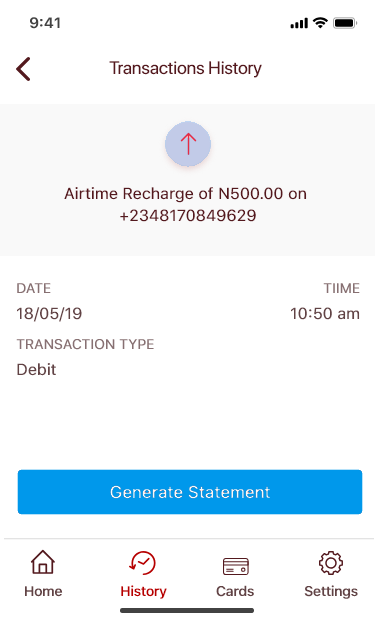 9:41
Transactions History
Airtime Recharge of N500.00 on
+2348170849629
DATE TIIME
18/05/19 10:50 am
TRANSACTION TYPE
Debit
Generate Statement
Home History Cards Settings